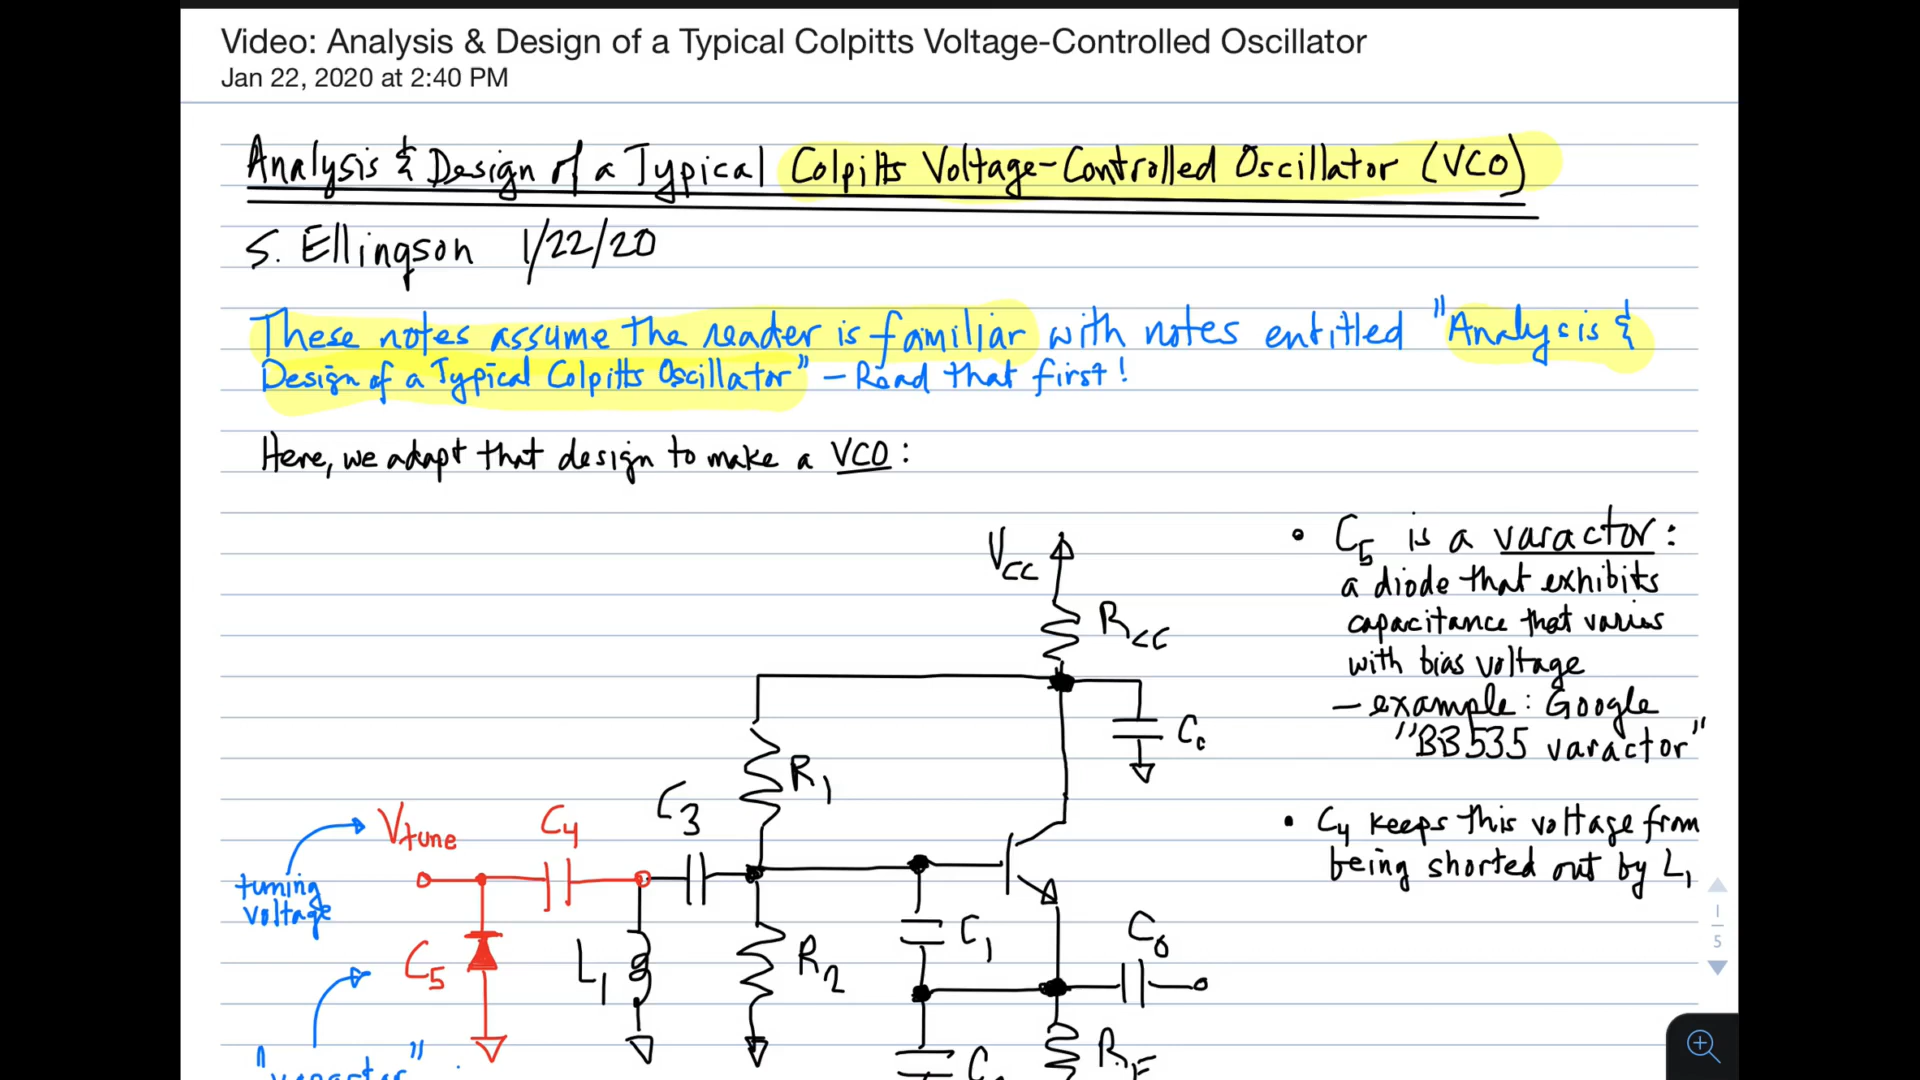 Video: Analysis & Design of a Typical Colpitts Voltage-Controlled Oscillator
Jan 22, 2020 at 2:40 PM
Analysis & Design of a Typical Colpitts Voltage-Controlled Oscillator (VCO)
S. Ellingson 1/22/20
These notes assume the reader is familiar with notes entitled "Analysis &
Design of a Typical Colpitts Oscillator" – Read that first!
Here, we adapt that design to make a VCO:
VCC
RCC
Cc
R1
C3
C4
Vtune
tuning
voltage
C5
L1
R2
C1
C0
RE
"varactor"
• C5 is a varactor:
a diode that exhibits
capacitance that varies
with bias voltage
– example: Google
"BB535 varactor"
• C4 keeps this voltage from
being shorted out by L1
1
5